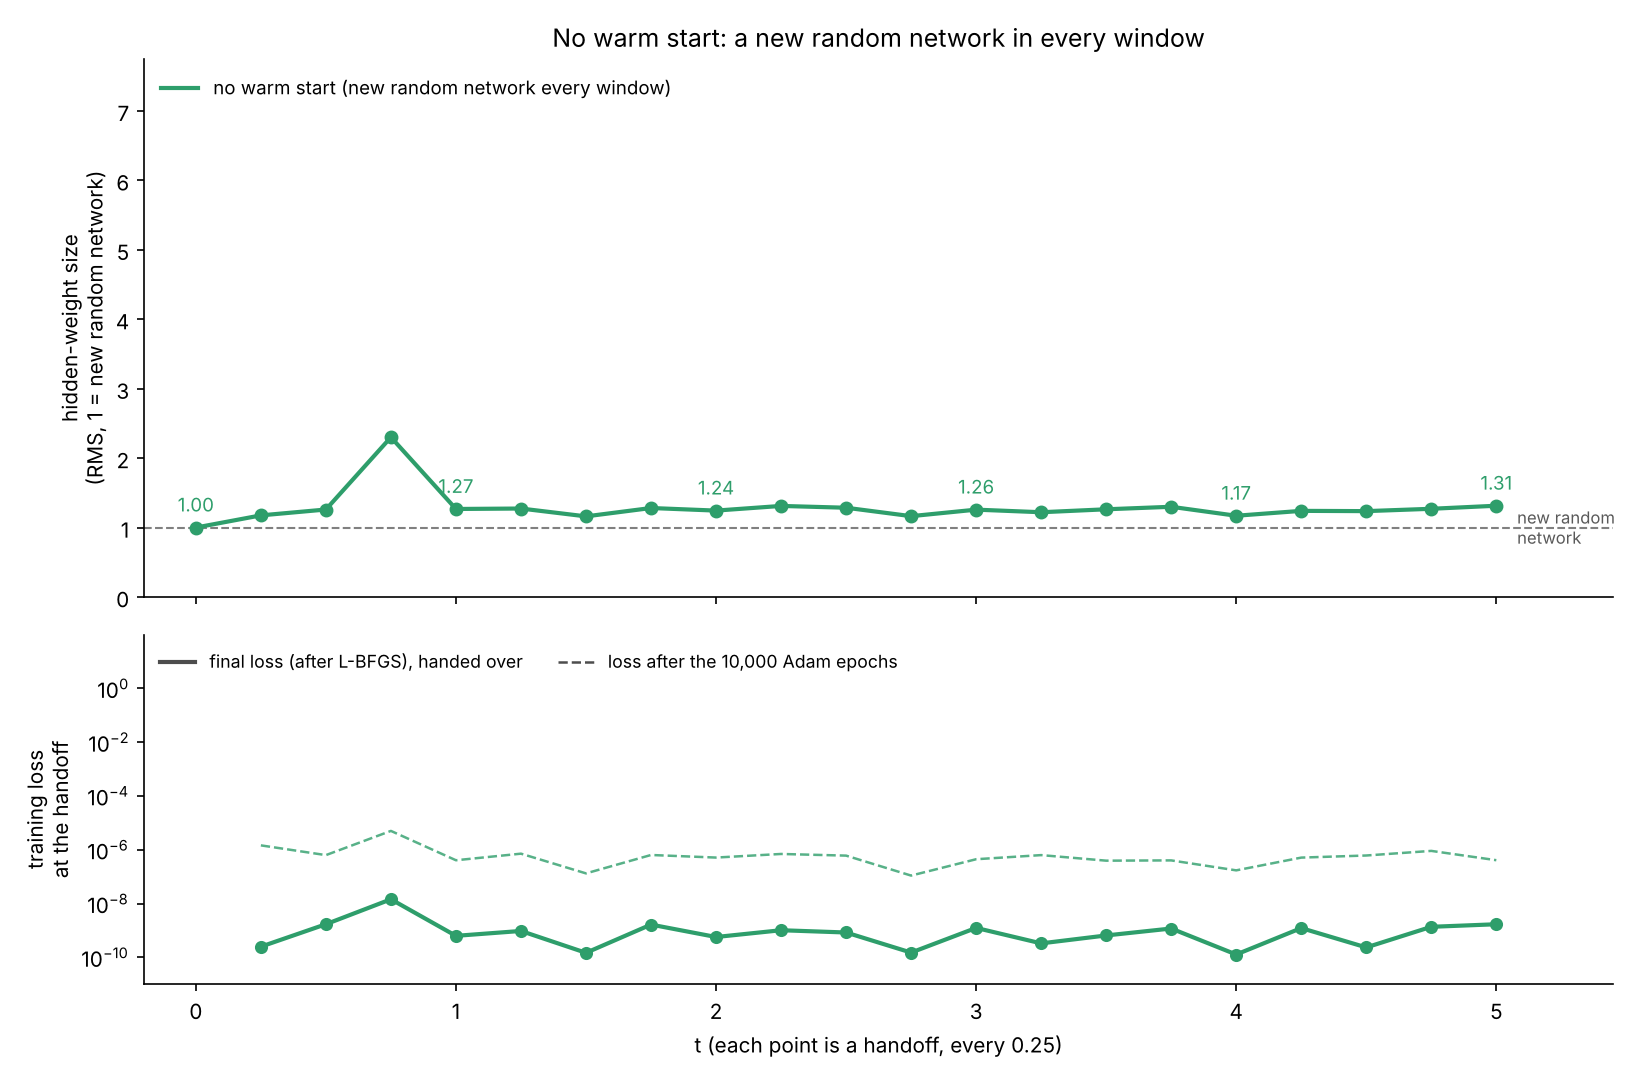 No warm start: a new random network in every window
no warm start (new random network every window)
hidden-weight size
(RMS, 1 = new random network)
7
6
5
4
3
2
1
0
1.00
1.27
1.24
1.26
1.17
1.31
new random
network
final loss (after L-BFGS), handed over
loss after the 10,000 Adam epochs
training loss
at the handoff
10⁰
10⁻²
10⁻⁴
10⁻⁶
10⁻⁸
10⁻¹⁰
0
1
2
3
4
5
t (each point is a handoff, every 0.25)